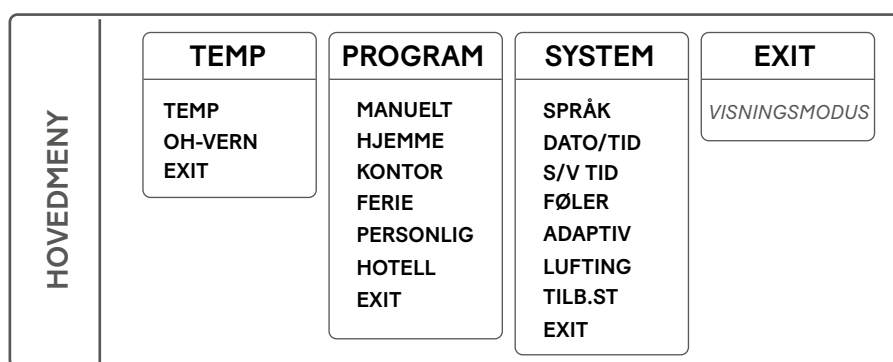 HOVEDMENY
TEMP
TEMP
OH-VERN
EXIT
PROGRAM
MANUELT
HJEMME
KONTOR
FERIE
PERSONLIG
HOTELL
EXIT
SYSTEM
SPRÅK
DATO/TID
S/V TID
FØLER
ADAPTIV
LUFTING
TILB.ST
EXIT
EXIT
VISNINGSMODUS